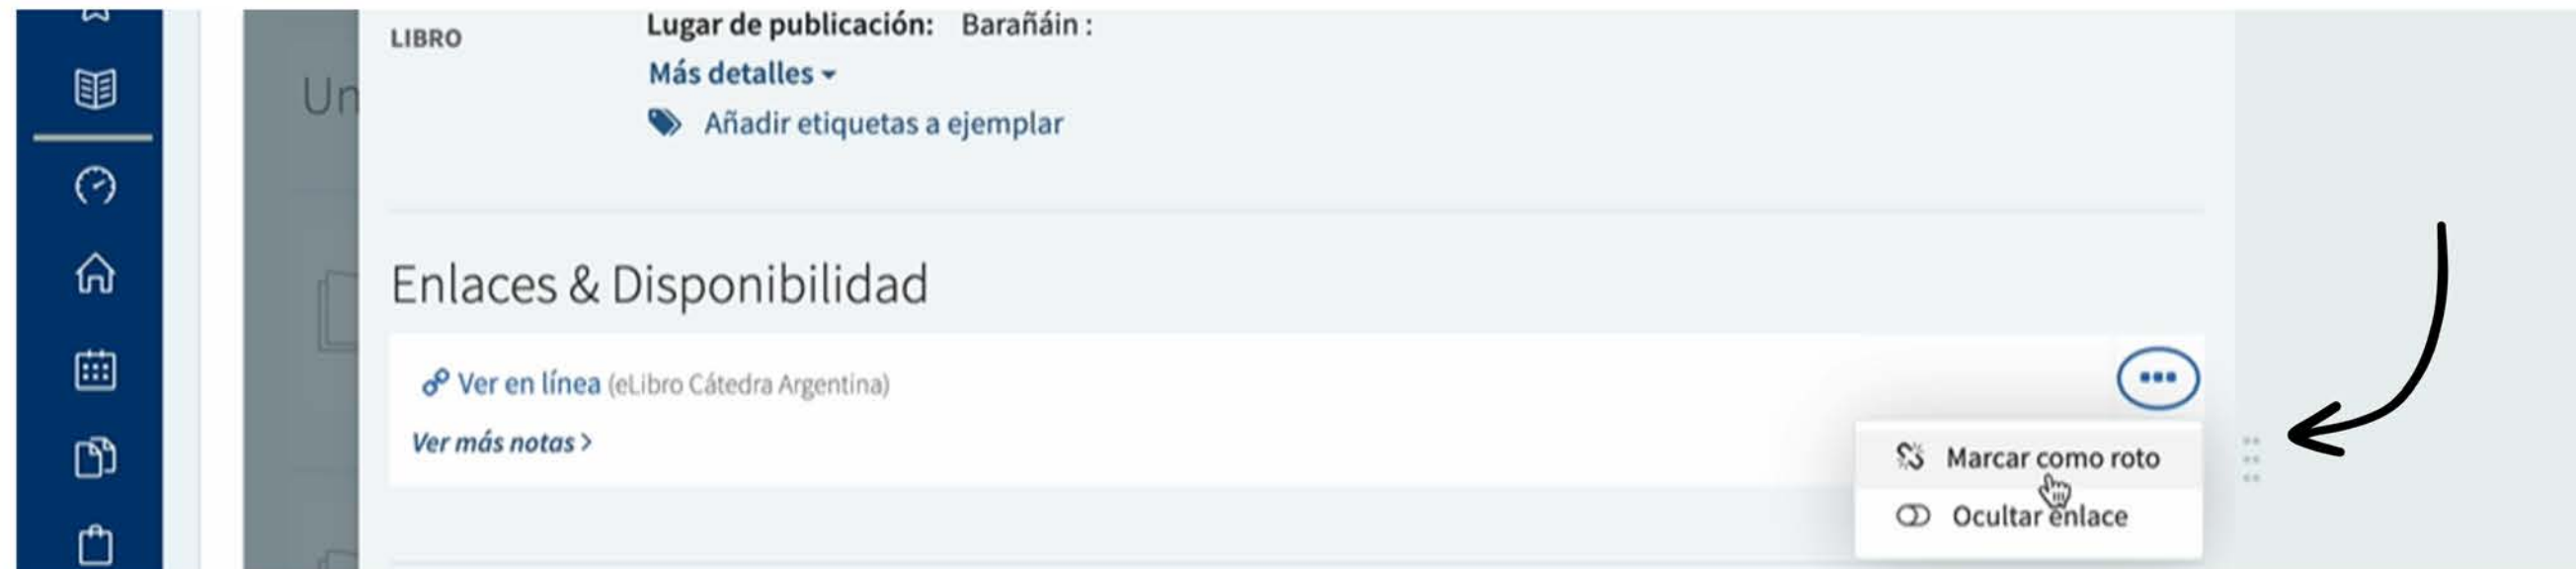 LIBRO
Lugar de publicación: Barañáin :
Más detalles
Añadir etiquetas a ejemplar
Un
Enlaces & Disponibilidad
Ver en línea (eLibro Cátedra Argentina)
Ver más notas >
Marcar como roto
Ocultar enlace